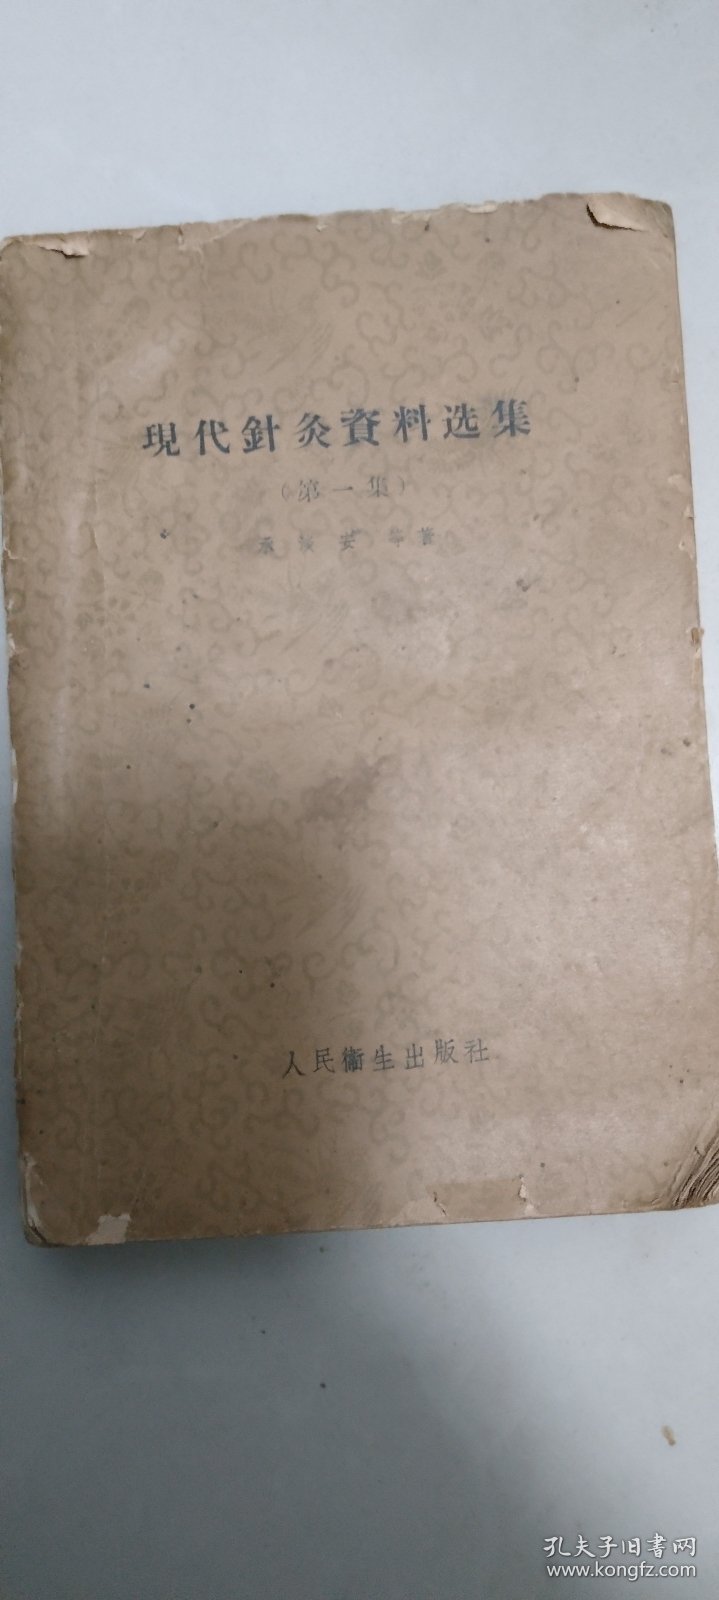 現代針灸資料选集
（第一集）
承淡安 等著
人民衞生出版社
孔夫子旧书网
www.kongfz.com